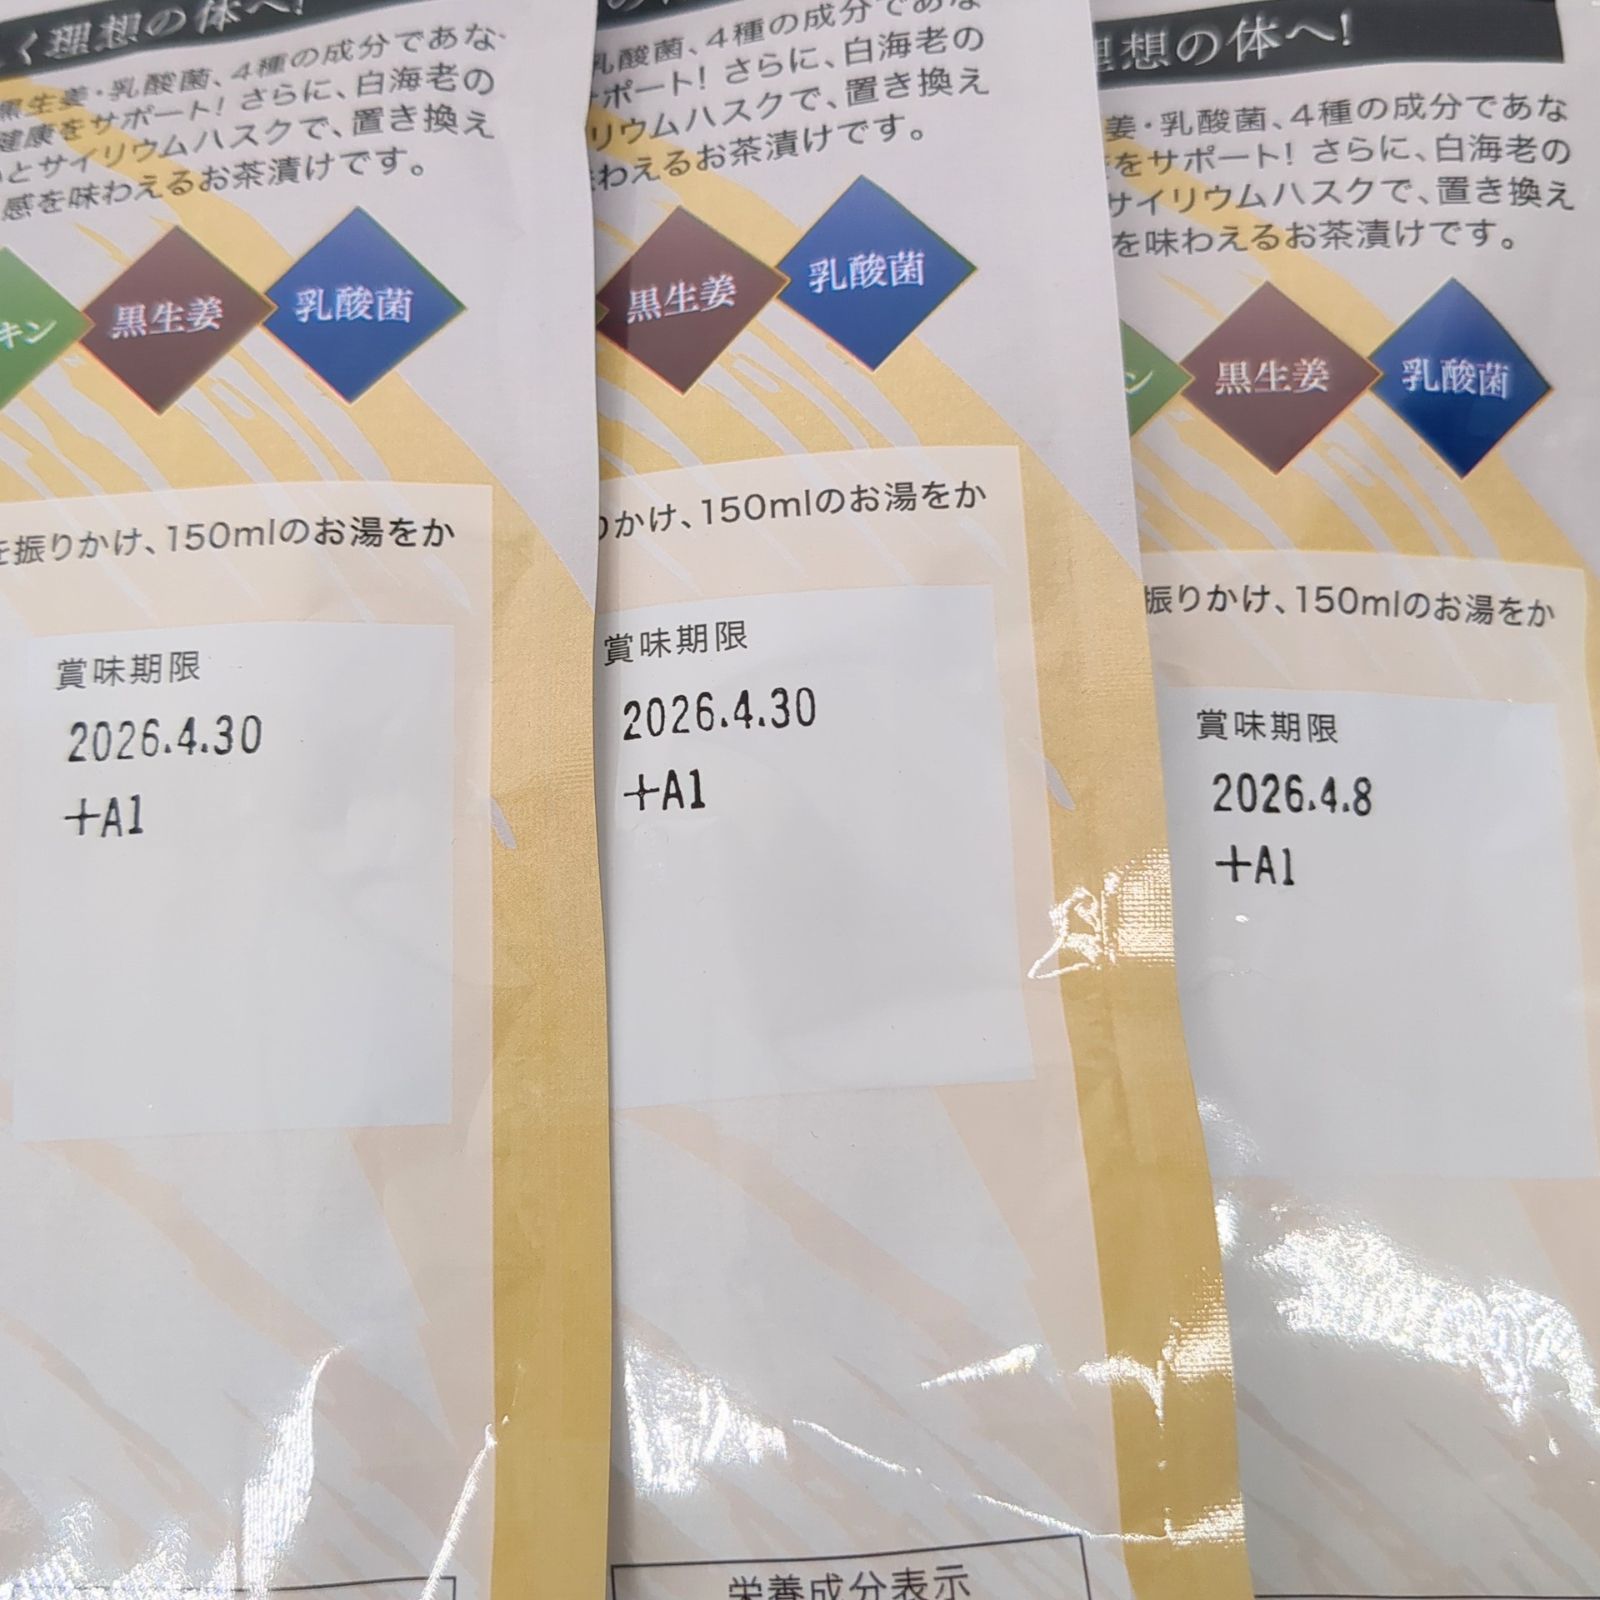 く理想の体へ!
黒生姜・乳酸菌、4種の成分であな
健康をサポート! さらに、白海老の
とサイリウムハスクで、置き換え
感を味わえるお茶漬けです。
キン
黒生姜
乳酸菌
を振りかけ、150mlのお湯をか
賞味期限
2026.4.30
+A1
乳酸菌、4種の成分であな
ポート! さらに、白海老の
リウムハスクで、置き換え
わえるお茶漬けです。
黒生姜
乳酸菌
りかけ、150mlのお湯をか
賞味期限
2026.4.30
+A1
栄養成分表示
理想の体へ!
姜・乳酸菌、4種の成分であな
をサポート! さらに、白海老の
サイリウムハスクで、置き換え
を味わえるお茶漬けです。
ン
黒生姜
乳酸菌
振りかけ、150mlのお湯をか
賞味期限
2026.4.8
+A1